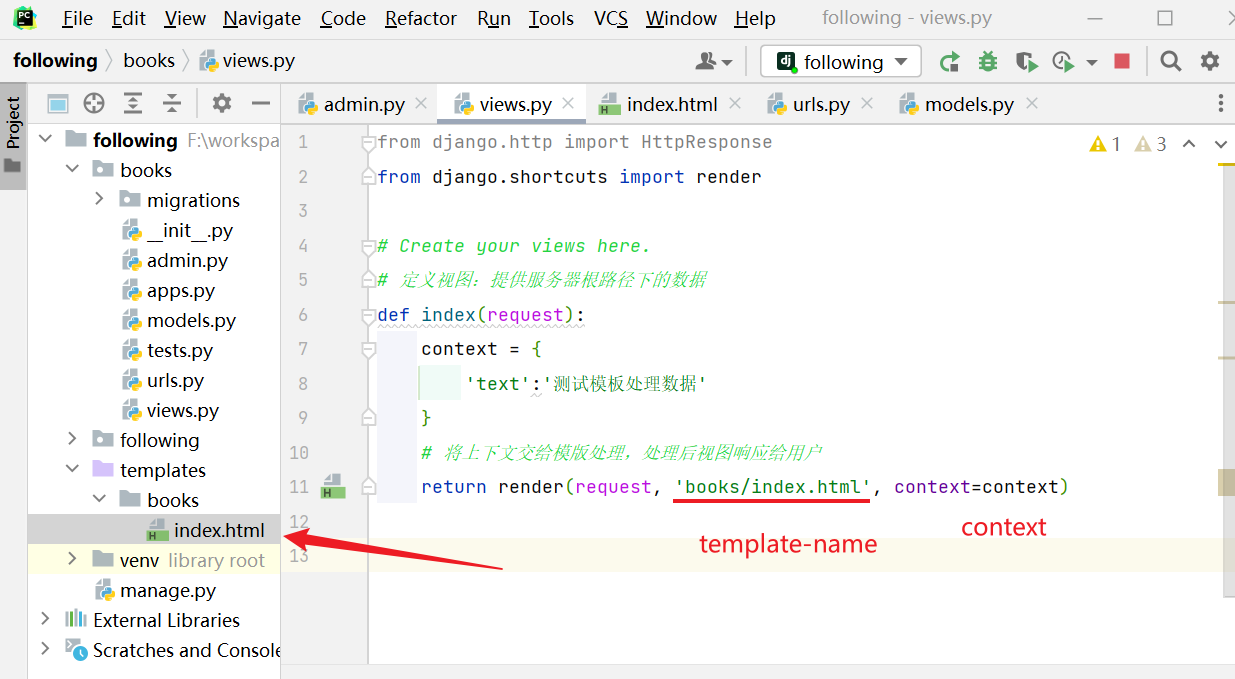 File Edit View Navigate Code Refactor Run Tools VCS Window Help following - views.py
following books views.py
dj following
Project
admin.py views.py index.html urls.py models.py
following F:\workspa
books
migrations
__init__.py
admin.py
apps.py
models.py
tests.py
urls.py
views.py
following
templates
books
index.html
venv library root
manage.py
External Libraries
Scratches and Console
1 from django.http import HttpResponse
1 3
2 from django.shortcuts import render
3
4 # Create your views here.
5 # 定义视图：提供服务器根路径下的数据
6 def index(request):
7 context = {
8 'text':'测试模板处理数据'
9 }
10 # 将上下文交给模版处理，处理后视图响应给用户
11 return render(request, 'books/index.html', context=context)
12
13
template-name
context